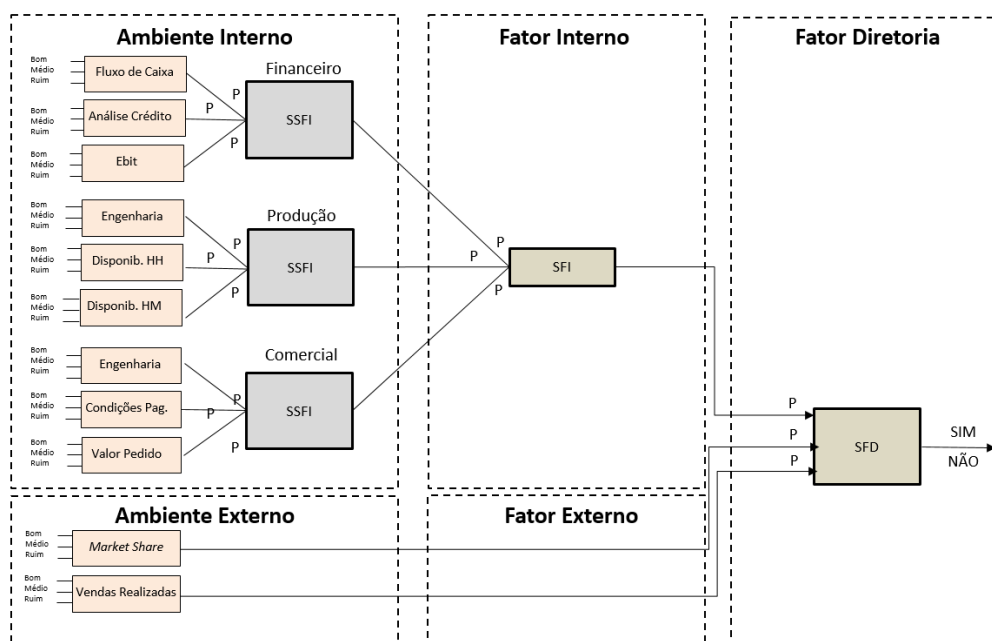 Ambiente Interno
Fator Interno
Fator Diretoria
Financeiro
Bom
Médio
Ruim
Fluxo de Caixa
P
Bom
Médio
Ruim
Análise Crédito
P
SSFI
Bom
Médio
Ruim
Ebit
P
Produção
Bom
Médio
Ruim
Engenharia
P
Bom
Médio
Ruim
Disponib. HH
P
SSFI
Bom
Médio
Ruim
Disponib. HM
P
P
P
P
SFI
Comercial
Bom
Médio
Ruim
Engenharia
P
Bom
Médio
Ruim
Condições Pag.
P
SSFI
Bom
Médio
Ruim
Valor Pedido
P
P
P
P
SFD
SIM
NÃO
Ambiente Externo
Fator Externo
Bom
Médio
Ruim
Market Share
Bom
Médio
Ruim
Vendas Realizadas